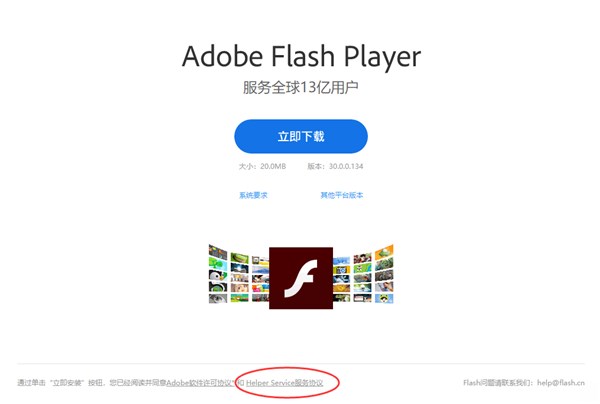 Adobe Flash Player
服务全球13亿用户
立即下载
大小：20.0MB 版本：30.0.0.134
系统要求 其他平台版本
通过单击“立即安装”按钮，您已经阅读并同意Adobe软件许可协议*和 Helper Service服务协议 Flash问题请联系我们：help@flash.cn